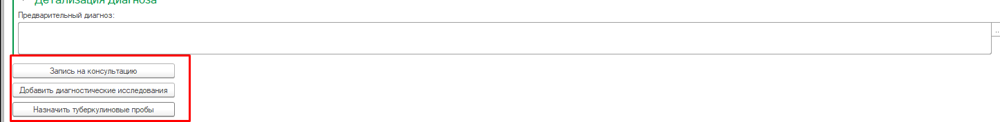 Детализация диагноза
Предварительный диагноз:
...
Запись на консультацию
Добавить диагностические исследования
Назначить туберкулиновые пробы